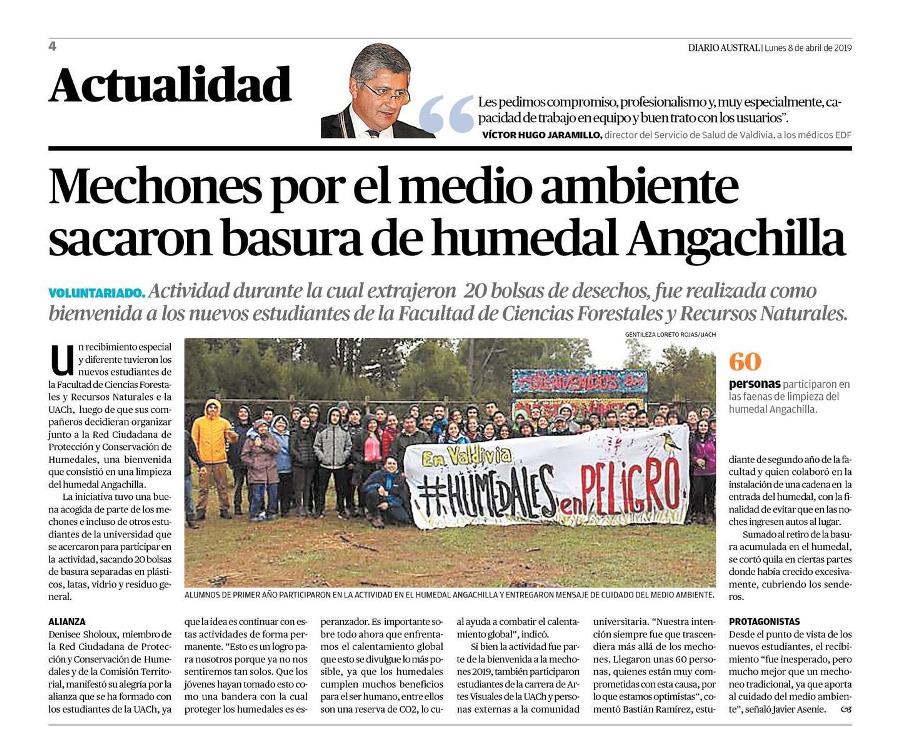 4
DIARIO AUSTRAL | Lunes 8 de abril de 2019
Actualidad
“ Les pedimos compromiso, profesionalismo y, muy especialmente, ca-
pacidad de trabajo en equipo y buen trato con los usuarios”.
VÍCTOR HUGO JARAMILLO, director del Servicio de Salud de Valdivia, a los médicos EDF
Mechones por el medio ambiente
sacaron basura de humedal Angachilla
VOLUNTARIADO. Actividad durante la cual extrajeron 20 bolsas de desechos, fue realizada como
bienvenida a los nuevos estudiantes de la Facultad de Ciencias Forestales y Recursos Naturales.
GENTILEZA LORETO ROJAS/UACH
Un recibimiento especial
y diferente tuvieron los
nuevos estudiantes de
la Facultad de Ciencias Foresta-
les y Recursos Naturales e la
UACh, luego de que sus com-
pañeros decidieran organizar
junto a la Red Ciudadana de
Protección y Conservación de
Humedales, una bienvenida
que consistió en una limpieza
del humedal Angachilla.
La iniciativa tuvo una bue-
na acogida de parte de los me-
chones e incluso de otros estu-
diantes de la universidad que
se acercaron para participar en
la actividad, sacando 20 bolsas
de basura separadas en plásti-
cos, latas, vidrio y residuo ge-
neral.
BIENVENIDOS A
En Valdivia
#HUMEDALES en PELIGRO
ALUMNOS DE PRIMER AÑO PARTICIPARON EN LA ACTIVIDAD EN EL HUMEDAL ANGACHILLA Y ENTREGARON MENSAJE DE CUIDADO DEL MEDIO AMBIENTE.
60
personas participaron en
las faenas de limpieza del
humedal Angachilla.
ALIANZA
Denisee Sholoux, miembro de
la Red Ciudadana de Protec-
ción y Conservación de Hume-
dales y de la Comisión Territo-
rial, manifestó su alegría por la
alianza que se ha formado con
los estudiantes de la UACh, ya
que la idea es continuar con es-
tas actividades de forma per-
manente. “Esto es un logro pa-
ra nosotros porque ya no nos
sentiremos tan solos. Que los
jóvenes hayan tomado esto co-
mo una bandera con la cual
proteger los humedales es es-
peranzador. Es importante so-
bre todo ahora que enfrenta-
mos el calentamiento global
que esto se divulgue lo más po-
sible, ya que los humedales
cumplen muchos beneficios
para el ser humano, entre ellos
son una reserva de CO2, lo cu-
al ayuda a combatir el calenta-
miento global”, indicó.
Si bien la actividad fue par-
te de la bienvenida a la mecho-
nes 2019, también participaron
estudiantes de la carrera de Ar-
tes Visuales de la UACh y perso-
nas externas a la comunidad
universitaria. “Nuestra inten-
ción siempre fue que trascen-
diera más allá de los mecho-
nes. Llegaron unas 60 perso-
nas, quienes están muy com-
prometidas con esta causa, por
lo que estamos optimistas”, co-
mentó Bastián Ramírez, estu-
diante de segundo año de la fa-
cultad y quien colaboró en la
instalación de una cadena en la
entrada del humedal, con la fi-
nalidad de evitar que en las no-
ches ingresen autos al lugar.
Sumado al retiro de la basu-
ra acumulada en el humedal,
se cortó quila en ciertas partes
donde había crecido excesiva-
mente, cubriendo los sende-
ros.
PROTAGONISTAS
Desde el punto de vista de los
nuevos estudiantes, el recibi-
miento “fue inesperado, pero
mucho mejor que un mecho-
neo tradicional, ya que aporta
al cuidado del medio ambien-
te”, señaló Javier Asenie.